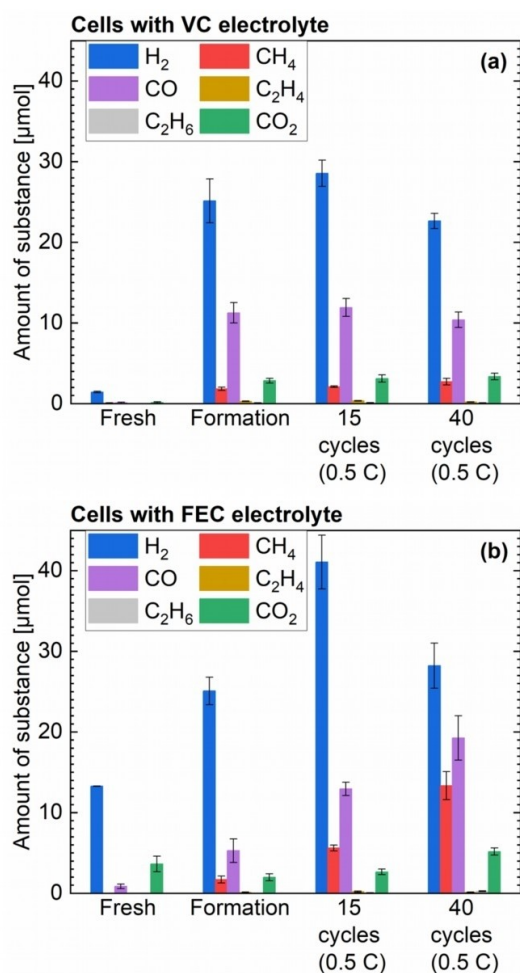 Cells with VC electrolyte
(a)
H₂ CH₄
CO C₂H₄
C₂H₆ CO₂
Amount of substance [µmol]
40
30
20
10
0
Fresh Formation 15 cycles (0.5 C) 40 cycles (0.5 C)
Cells with FEC electrolyte
(b)
H₂ CH₄
CO C₂H₄
C₂H₆ CO₂
Amount of substance [µmol]
40
30
20
10
0
Fresh Formation 15 cycles (0.5 C) 40 cycles (0.5 C)